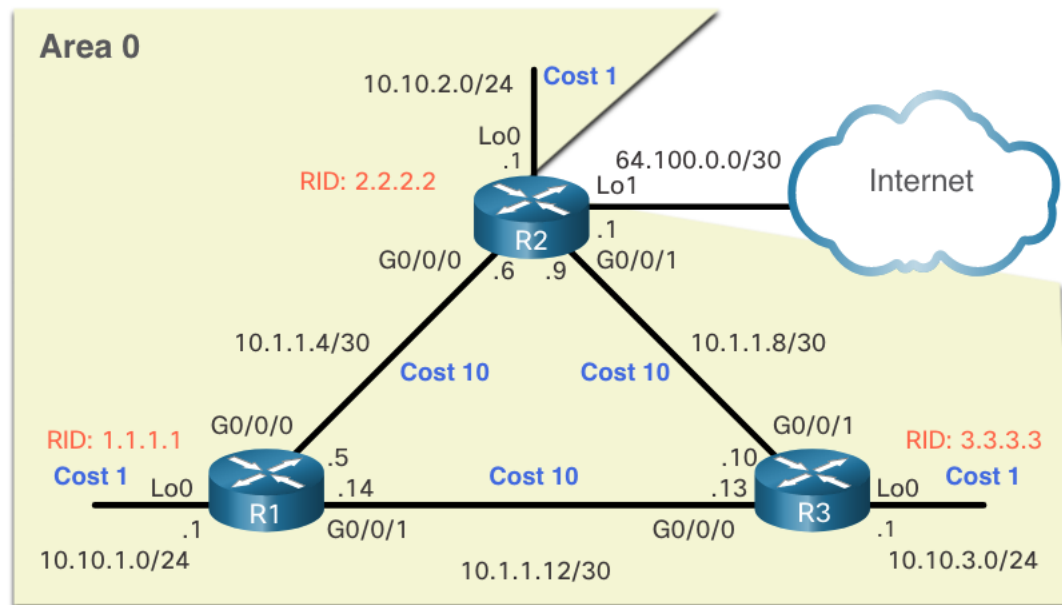 Area 0
10.10.2.0/24
Cost 1
Lo0
.1
64.100.0.0/30
Internet
RID: 2.2.2.2
Lo1
.1
R2
G0/0/0
.6
.9
G0/0/1
10.1.1.4/30
10.1.1.8/30
Cost 10
Cost 10
G0/0/0
G0/0/1
RID: 1.1.1.1
RID: 3.3.3.3
Cost 1
Lo0
.5
.14
Cost 10
.10
.13
Lo0
Cost 1
.1
R1
G0/0/1
G0/0/0
R3
.1
10.10.1.0/24
10.1.1.12/30
10.10.3.0/24